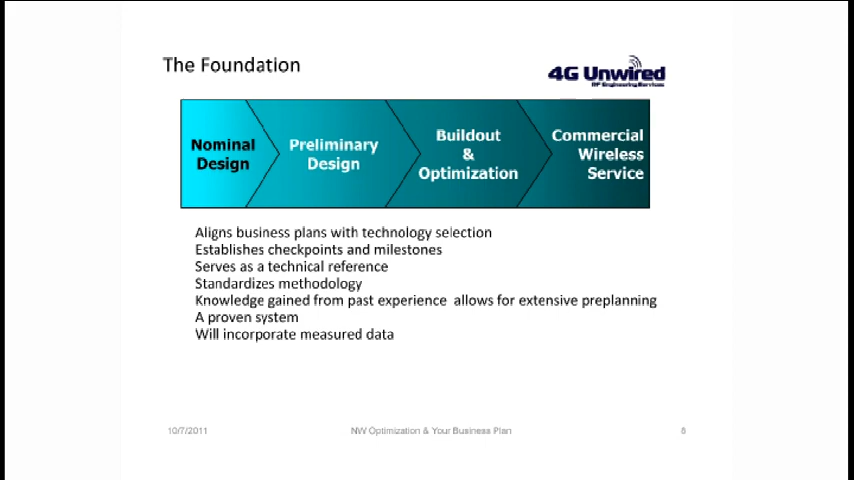 The Foundation
4G Unwired
RF Engineering Services
Nominal
Design
Preliminary
Design
Buildout
&
Optimization
Commercial
Wireless
Service
Aligns business plans with technology selection
Establishes checkpoints and milestones
Serves as a technical reference
Standardizes methodology
Knowledge gained from past experience allows for extensive preplanning
A proven system
Will incorporate measured data
10/7/2011
NW Optimization & Your Business Plan